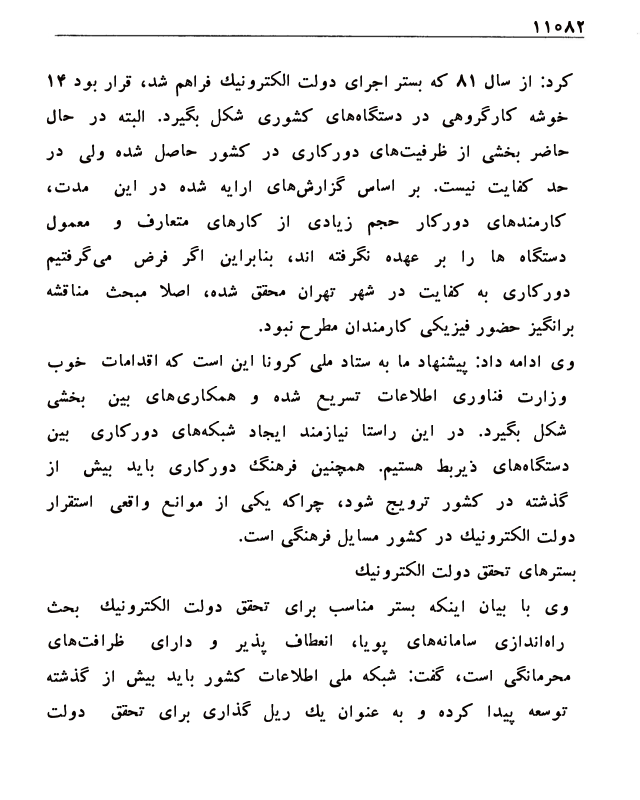 ۱۱۰۸۲
کرد: از سال ۸۱ که بستر اجرای دولت الکترونیك فراهم شد، قرار بود ۱۴
خوشه کارگروهی در دستگاه‌های کشوری شکل بگیرد. البته در حال
حاضر بخشی از ظرفیت‌های دورکاری در کشور حاصل شده ولی در
حد کفایت نیست. بر اساس گزارش‌های ارایه شده در این مدت،
کارمندهای دورکار حجم زیادی از کارهای متعارف و معمول
دستگاه ها را بر عهده نگرفته اند، بنابراین اگر فرض می‌گرفتیم
دورکاری به کفایت در شهر تهران محقق شده، اصلا مبحث مناقشه
برانگیز حضور فیزیکی کارمندان مطرح نبود.
وی ادامه داد: پیشنهاد ما به ستاد ملی کرونا این است که اقدامات خوب
وزارت فناوری اطلاعات تسریع شده و همکاری‌های بین بخشی
شکل بگیرد. در این راستا نیازمند ایجاد شبکه‌های دورکاری بین
دستگاه‌های ذیربط هستیم. همچنین فرهنگ دورکاری باید بیش از
گذشته در کشور ترویج شود، چراکه یکی از موانع واقعی استقرار
دولت الکترونیك در کشور مسایل فرهنگی است.
بسترهای تحقق دولت الکترونیك
وی با بیان اینکه بستر مناسب برای تحقق دولت الکترونیك بحث
راه‌اندازی سامانه‌های پویا، انعطاف پذیر و دارای ظرافت‌های
محرمانگی است، گفت: شبکه ملی اطلاعات کشور باید بیش از گذشته
توسعه پیدا کرده و به عنوان یك ریل گذاری برای تحقق دولت